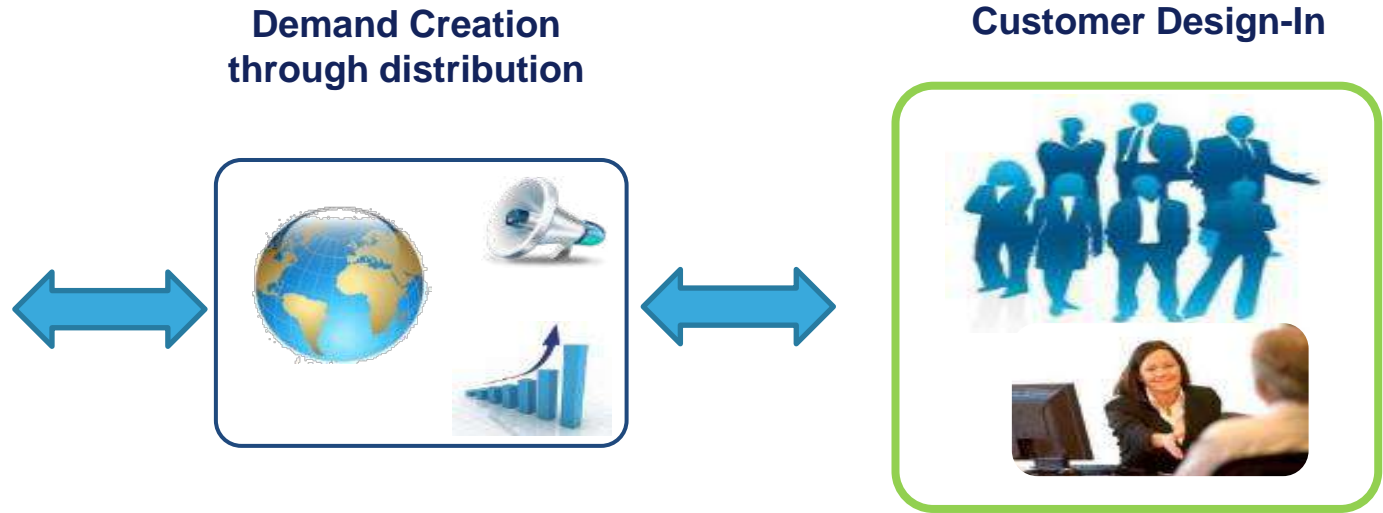 Demand Creation
through distribution
Customer Design-In